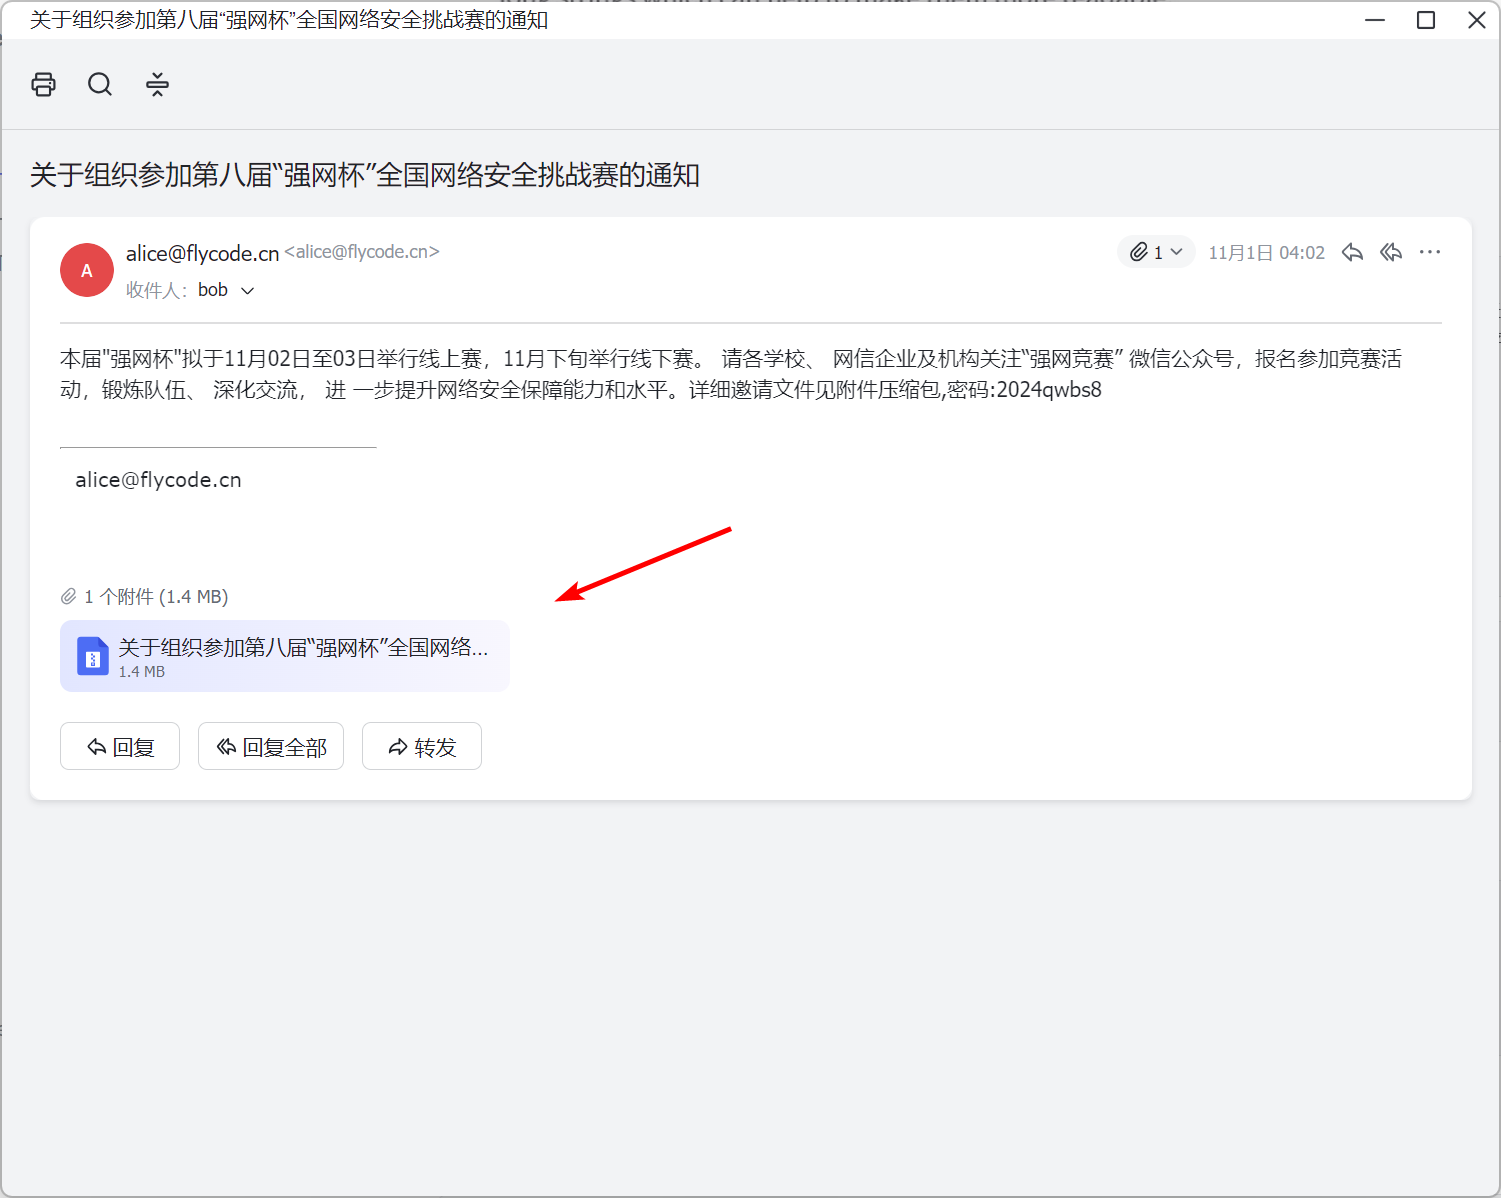 关于组织参加第八届“强网杯”全国网络安全挑战赛的通知
关于组织参加第八届“强网杯”全国网络安全挑战赛的通知
A
alice@flycode.cn <alice@flycode.cn>
1
11月1日 04:02
收件人： bob
本届"强网杯"拟于11月02日至03日举行线上赛，11月下旬举行线下赛。 请各学校、 网信企业及机构关注“强网竞赛” 微信公众号，报名参加竞赛活
动，锻炼队伍、 深化交流， 进 一步提升网络安全保障能力和水平。详细邀请文件见附件压缩包,密码:2024qwbs8
alice@flycode.cn
1 个附件 (1.4 MB)
关于组织参加第八届“强网杯”全国网络...
1.4 MB
回复
回复全部
转发